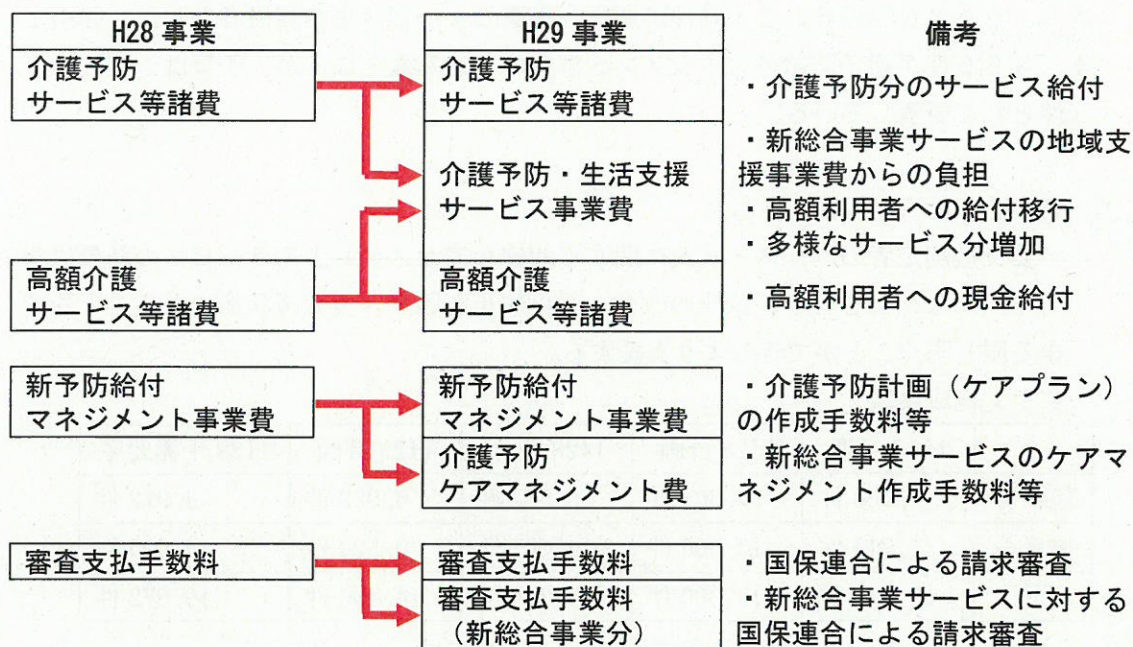 H28 事業
H29 事業
備考
介護予防
サービス等諸費
介護予防
サービス等諸費
・介護予防分のサービス給付
介護予防・生活支援
サービス事業費
・新総合事業サービスの地域支
援事業費からの負担
・高額利用者への給付移行
・多様なサービス分増加
高額介護
サービス等諸費
高額介護
サービス等諸費
・高額利用者への現金給付
新予防給付
マネジメント事業費
新予防給付
マネジメント事業費
・介護予防計画（ケアプラン）
の作成手数料等
介護予防
ケアマネジメント費
・新総合事業サービスのケアマ
ネジメント作成手数料等
審査支払手数料
審査支払手数料
・国保連合による請求審査
審査支払手数料
（新総合事業分）
・新総合事業サービスに対する
国保連合による請求審査